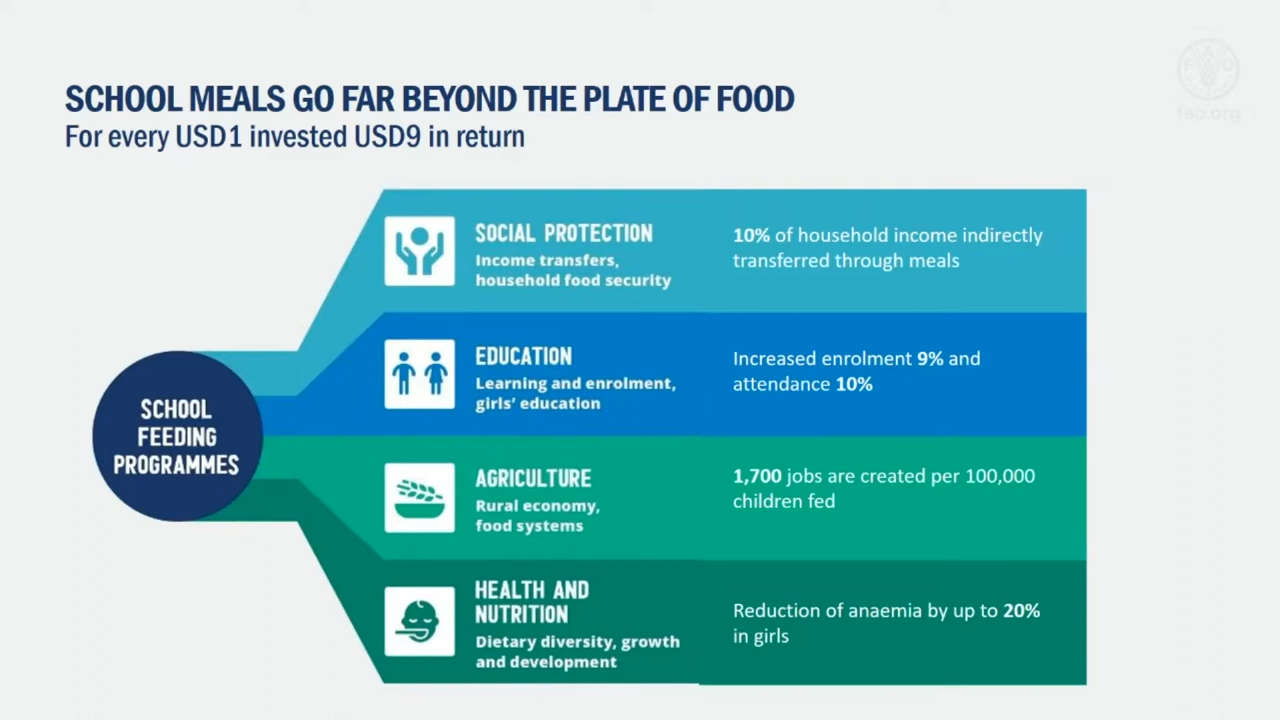 SCHOOL MEALS GO FAR BEYOND THE PLATE OF FOOD
For every USD1 invested USD9 in return
FAO
fao.org
SCHOOL
FEEDING
PROGRAMMES
SOCIAL PROTECTION
Income transfers,
household food security
10% of household income indirectly
transferred through meals
EDUCATION
Learning and enrolment,
girls' education
Increased enrolment 9% and
attendance 10%
AGRICULTURE
Rural economy,
food systems
1,700 jobs are created per 100,000
children fed
HEALTH AND
NUTRITION
Dietary diversity, growth
and development
Reduction of anaemia by up to 20%
in girls